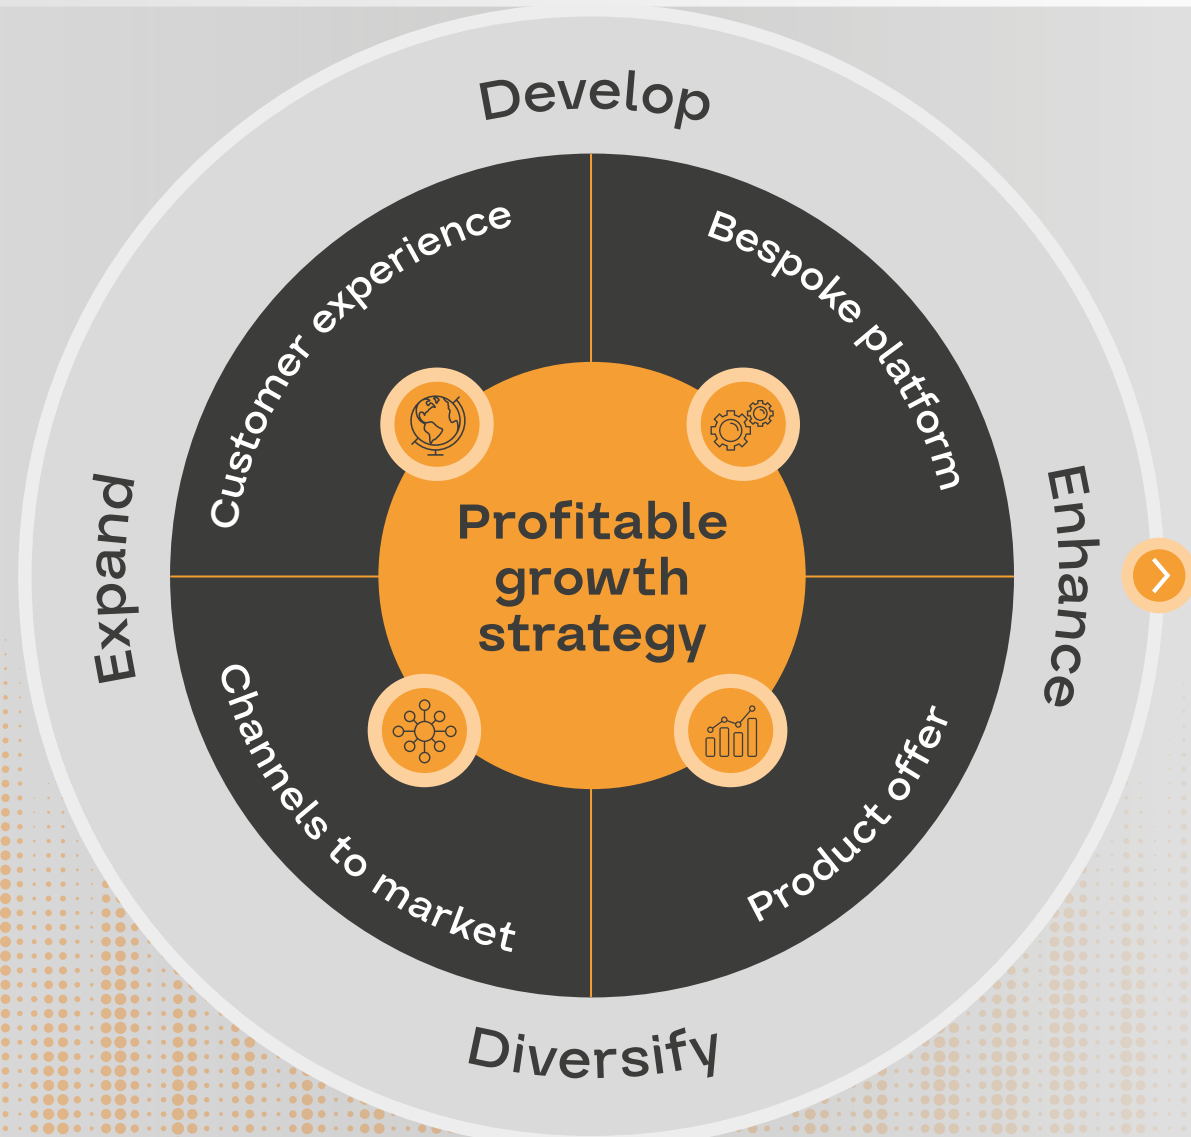 Develop
Customer experience
Bespoke platform
Expand
Profitable
growth
strategy
Enhance
Channels to market
Product offer
Diversify